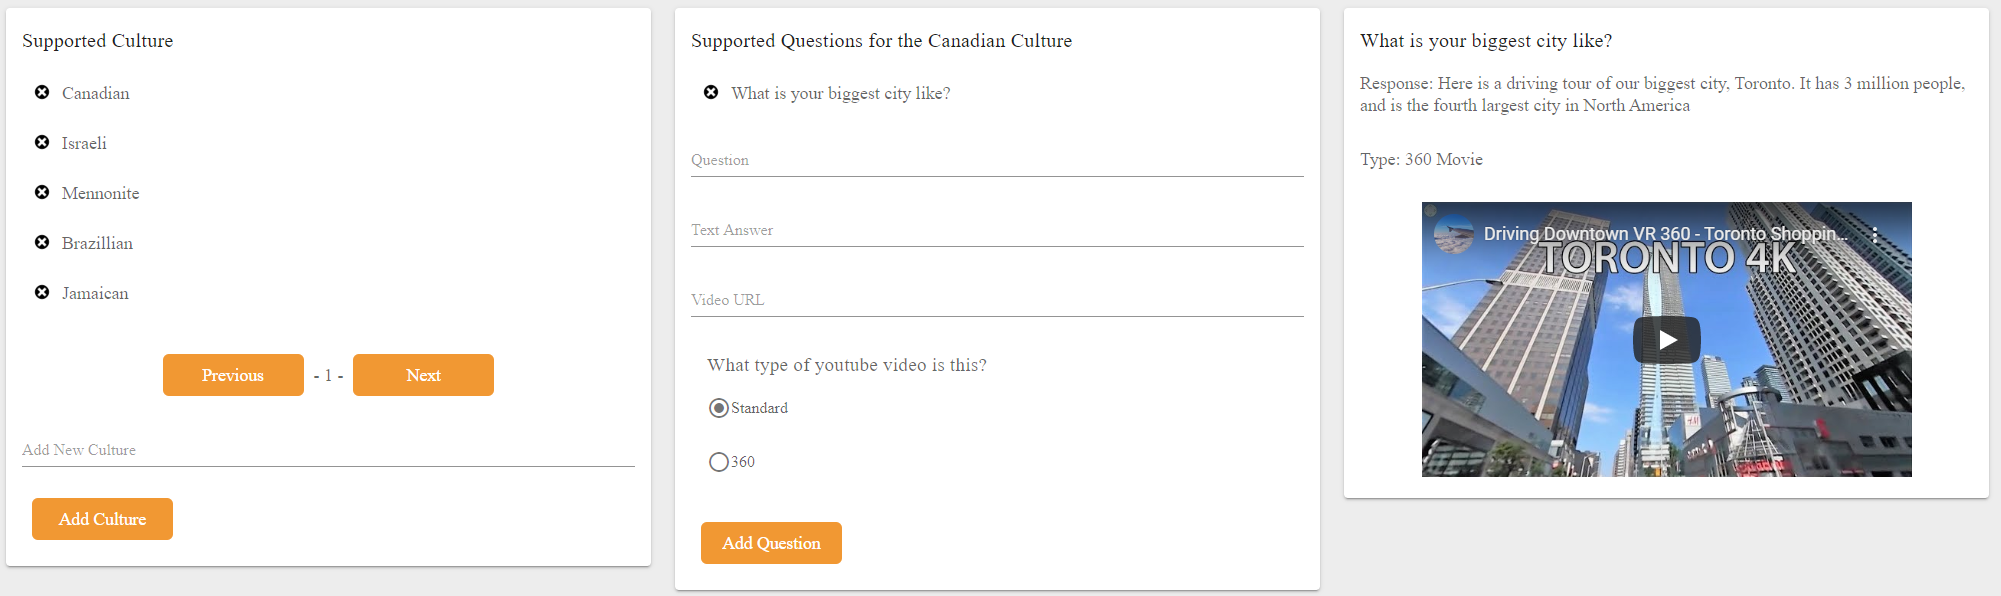 Supported Culture
Canadian
Israeli
Mennonite
Brazillian
Jamaican
Previous - 1 - Next
Add New Culture
Add Culture
Supported Questions for the Canadian Culture
What is your biggest city like?
Question
Text Answer
Video URL
What type of youtube video is this?
Standard
360
Add Question
What is your biggest city like?
Response: Here is a driving tour of our biggest city, Toronto. It has 3 million people,
and is the fourth largest city in North America
Type: 360 Movie
Driving Downtown VR 360 - Toronto Shoppin...
TORONTO 4K
H&M